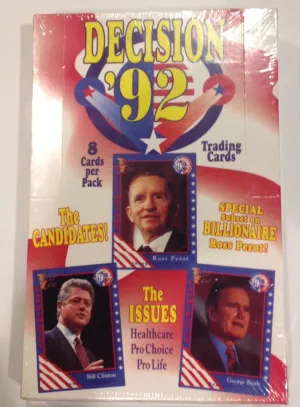 DECISION
'92
8
Cards
per
Pack
Trading
Cards
The
CANDIDATES!
SPECIAL
Subset on
BILLIONAIRE
Ross Perot!
Ross Perot
The
ISSUES
Healthcare
Pro Choice
Pro Life
Bill Clinton
George Bush